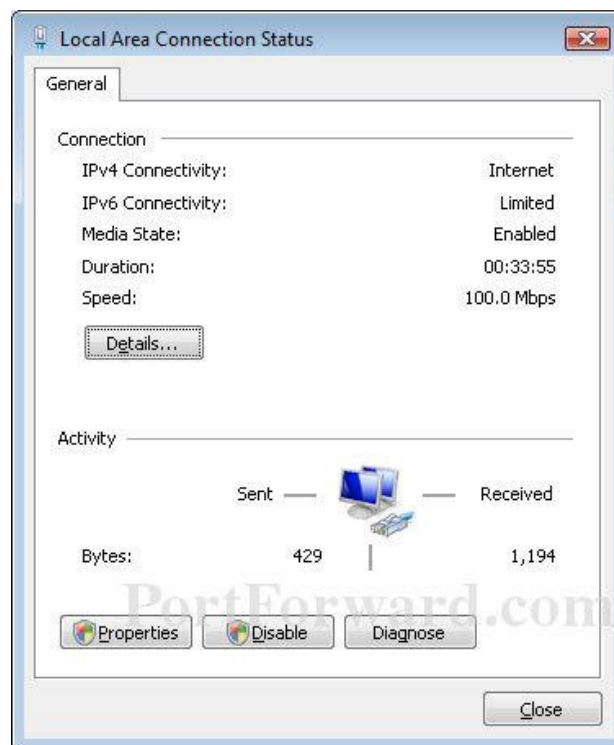 Local Area Connection Status
General
Connection
IPv4 Connectivity: Internet
IPv6 Connectivity: Limited
Media State: Enabled
Duration: 00:33:55
Speed: 100.0 Mbps
Details...
Activity
Sent Received
Bytes: 429 1,194
PortForward.com
Properties Disable Diagnose
Close